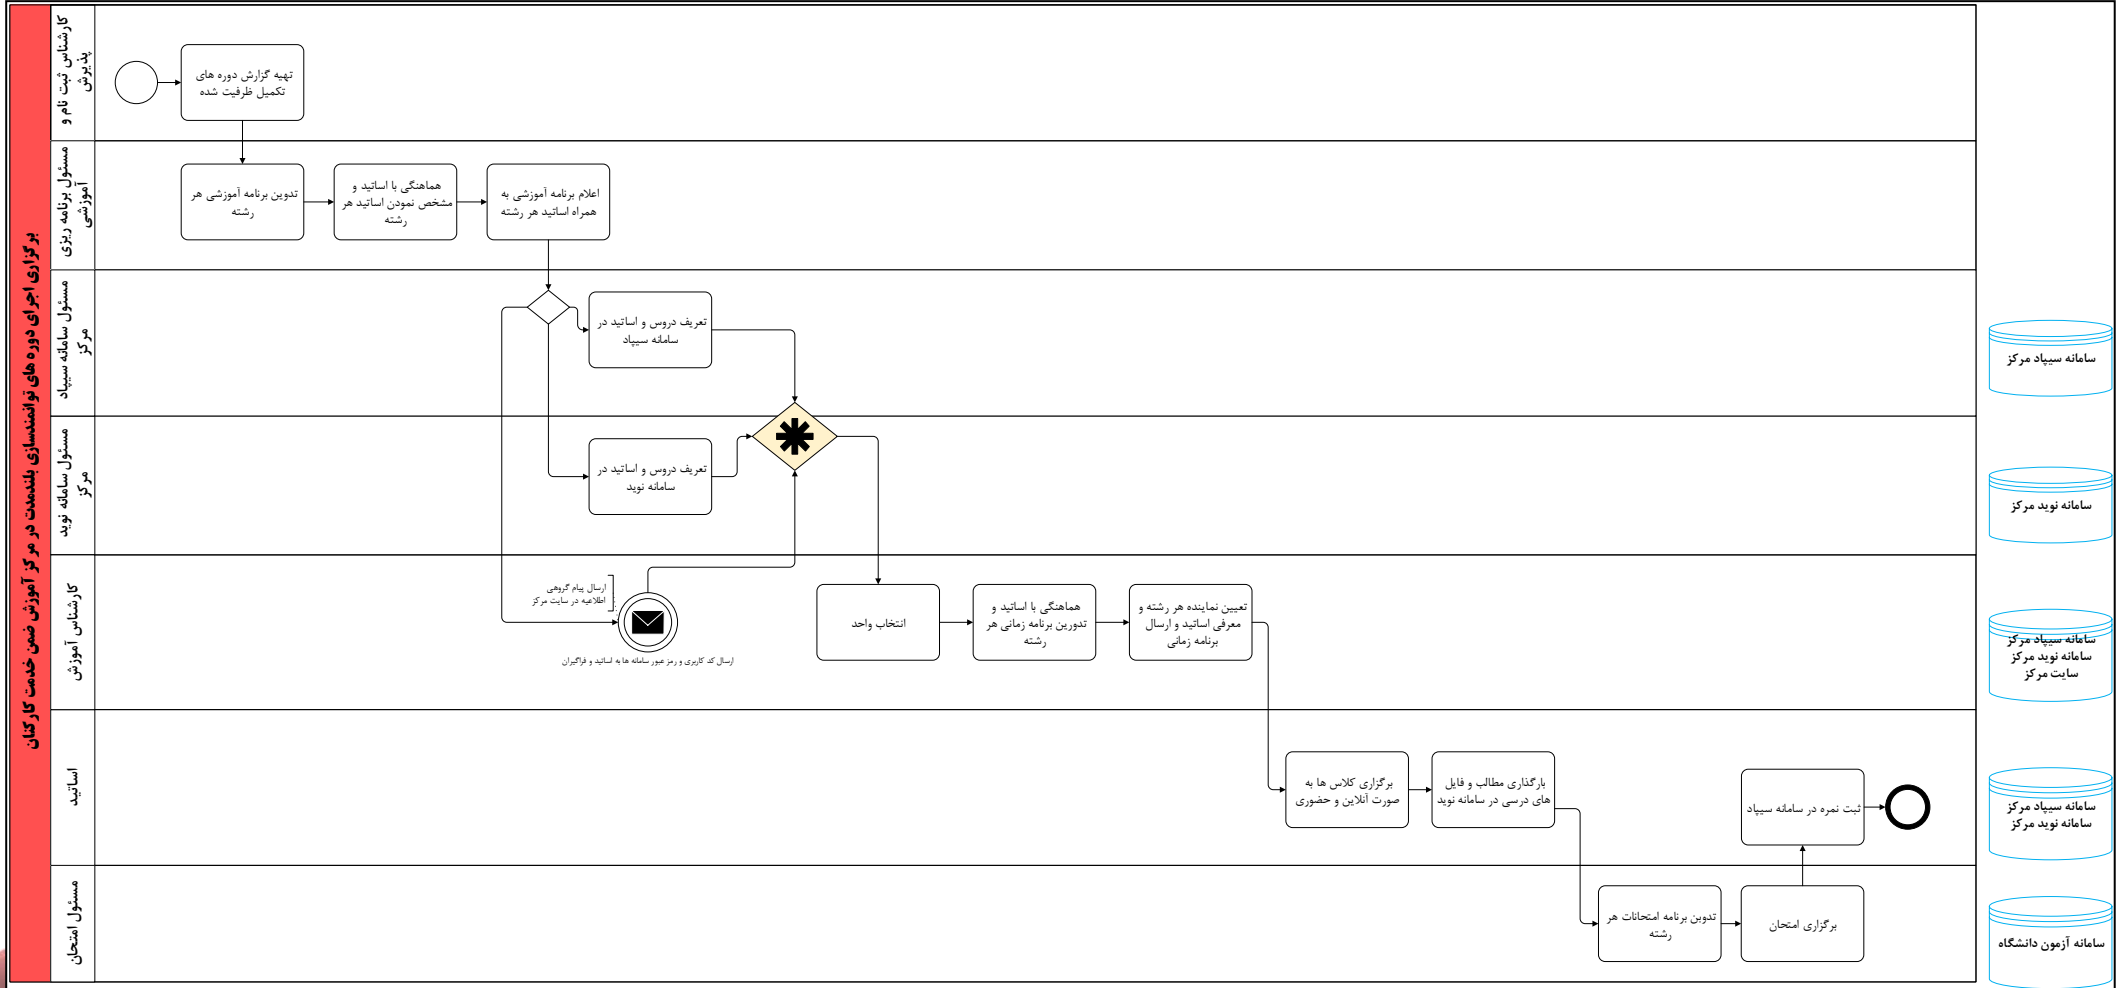 برگزاری اجرای دوره های توانمندسازی بلندمدت در مرکز آموزش ضمن خدمت کارکنان
کارشناس ثبت نام و
پذیرش
تهیه گزارش دوره های
تکمیل ظرفیت شده
مسئول برنامه ریزی
آموزشی
تدوین برنامه آموزشی هر
رشته
هماهنگی با اساتید و
مشخص نمودن اساتید هر
رشته
اعلام برنامه آموزشی به
همراه اساتید هر رشته
مسئول سامانه سیپاد
مرکز
تعریف دروس و اساتید در
سامانه سیپاد
سامانه سیپاد مرکز
مسئول سامانه نوید
مرکز
تعریف دروس و اساتید در
سامانه نوید
سامانه نوید مرکز
کارشناس آموزش
ارسال پیام گروهی
اطلاعیه در سایت مرکز
ارسال کد کاربری و رمز عبور سامانه ها به اساتید و فراگیران
انتخاب واحد
هماهنگی با اساتید و
تدورین برنامه زمانی هر
رشته
تعیین نماینده هر رشته و
معرفی اساتید و ارسال
برنامه زمانی
سامانه سیپاد مرکز
سامانه نوید مرکز
سایت مرکز
اساتید
برگزاری کلاس ها به
صورت آنلاین و حضوری
بارگذاری مطالب و فایل
های درسی در سامانه نوید
ثبت نمره در سامانه سیپاد
سامانه سیپاد مرکز
سامانه نوید مرکز
مسئول امتحان
تدوین برنامه امتحانات هر
رشته
برگزاری امتحان
سامانه آزمون دانشگاه